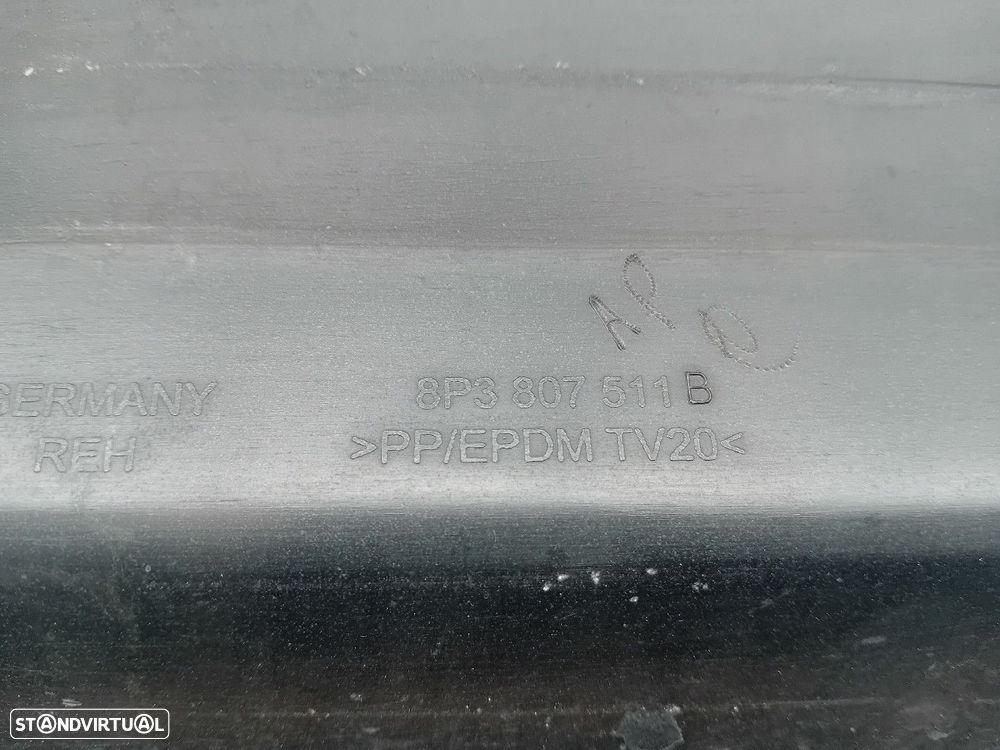 GERMANY
REH
8P3 807 511 B
>PP/EPDM TV20<
STANDVIRTUAL